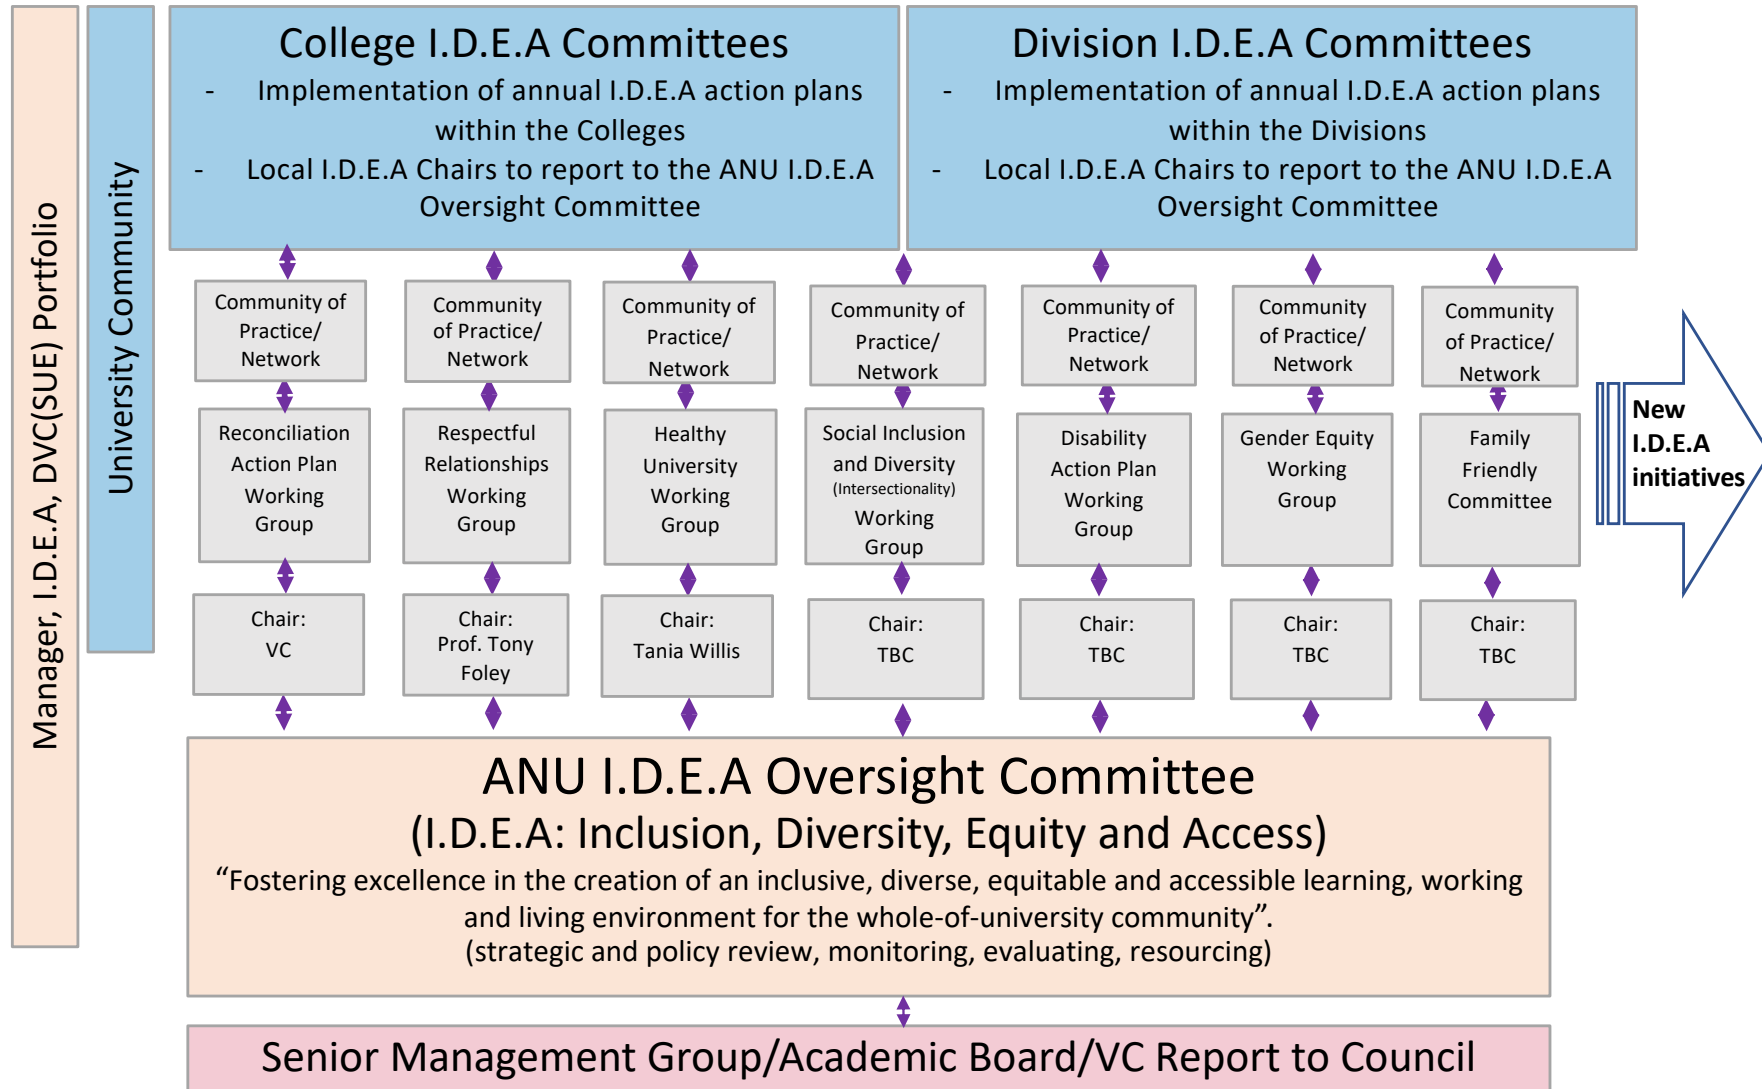 Manager, I.D.E.A, DVC(SUE) Portfolio
University Community
College I.D.E.A Committees
- Implementation of annual I.D.E.A action plans
within the Colleges
- Local I.D.E.A Chairs to report to the ANU I.D.E.A
Oversight Committee
Division I.D.E.A Committees
- Implementation of annual I.D.E.A action plans
within the Divisions
- Local I.D.E.A Chairs to report to the ANU I.D.E.A
Oversight Committee
Community of
Practice/
Network
Community
of Practice/
Network
Community of
Practice/
Network
Community of
Practice/
Network
Community of
Practice/
Network
Community
of Practice/
Network
Community
of Practice/
Network
Reconciliation
Action Plan
Working
Group
Respectful
Relationships
Working
Group
Healthy
University
Working
Group
Social Inclusion
and Diversity
(Intersectionality)
Working
Group
Disability
Action Plan
Working
Group
Gender Equity
Working
Group
Family
Friendly
Committee
New
I.D.E.A
initiatives
Chair:
VC
Chair:
Prof. Tony
Foley
Chair:
Tania Willis
Chair:
TBC
Chair:
TBC
Chair:
TBC
Chair:
TBC
ANU I.D.E.A Oversight Committee
(I.D.E.A: Inclusion, Diversity, Equity and Access)
“Fostering excellence in the creation of an inclusive, diverse, equitable and accessible learning, working
and living environment for the whole-of-university community”.
(strategic and policy review, monitoring, evaluating, resourcing)
Senior Management Group/Academic Board/VC Report to Council